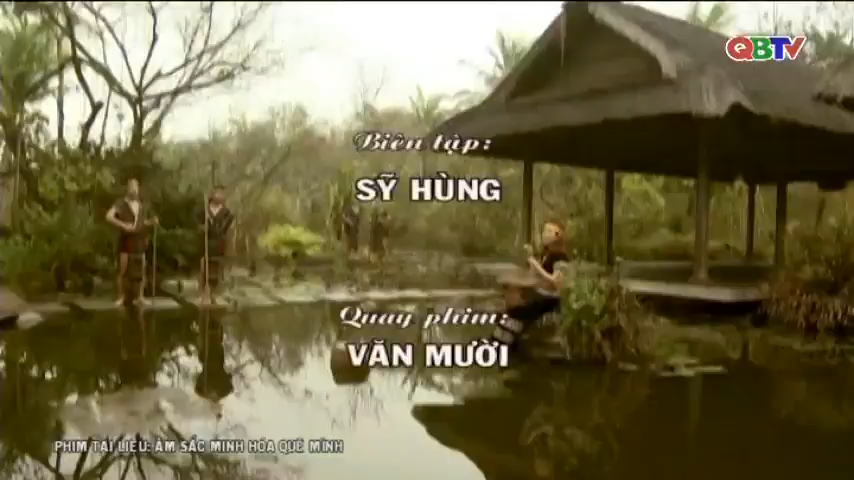 QBTV
Biên tập:
SỸ HÙNG
Quay phim:
VĂN MƯỜI
PHIM TÀI LIỆU: ÂM SẮC MINH HÓA QUÊ MÌNH